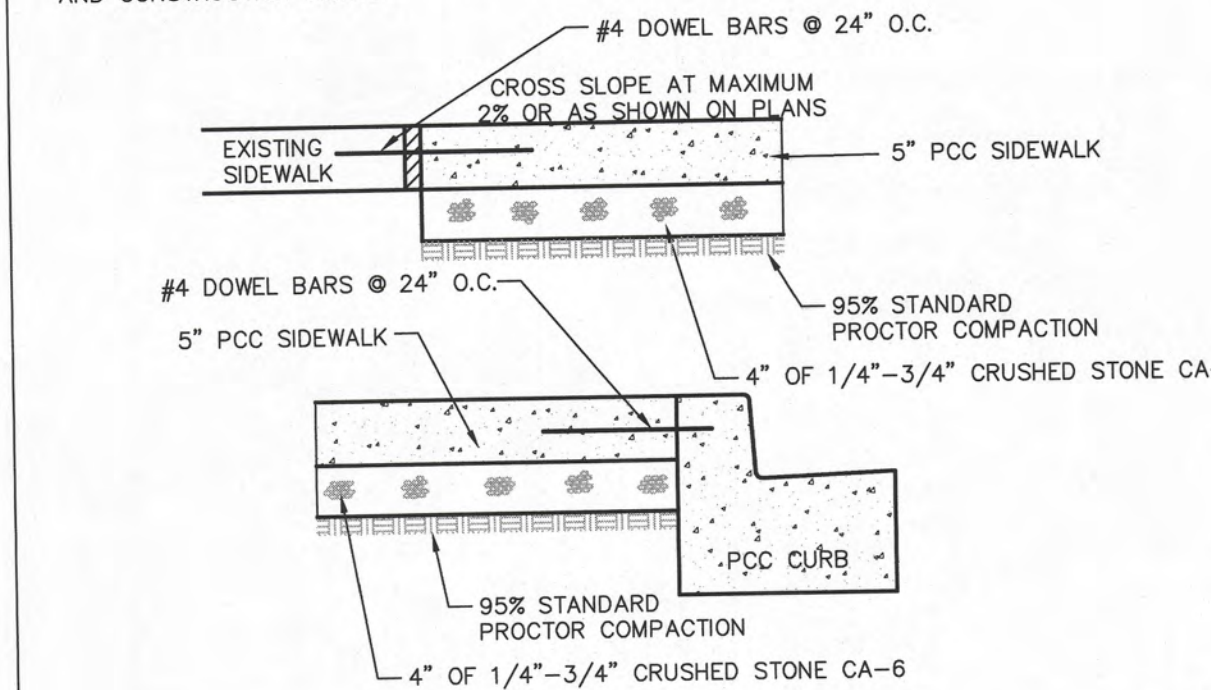 #4 DOWEL BARS @ 24" O.C.
CROSS SLOPE AT MAXIMUM
2% OR AS SHOWN ON PLANS
EXISTING
SIDEWALK
5" PCC SIDEWALK
95% STANDARD
PROCTOR COMPACTION
4" OF 1/4"-3/4" CRUSHED STONE CA-
#4 DOWEL BARS @ 24" O.C.
5" PCC SIDEWALK
PCC CURB
95% STANDARD
PROCTOR COMPACTION
4" OF 1/4"-3/4" CRUSHED STONE CA-6